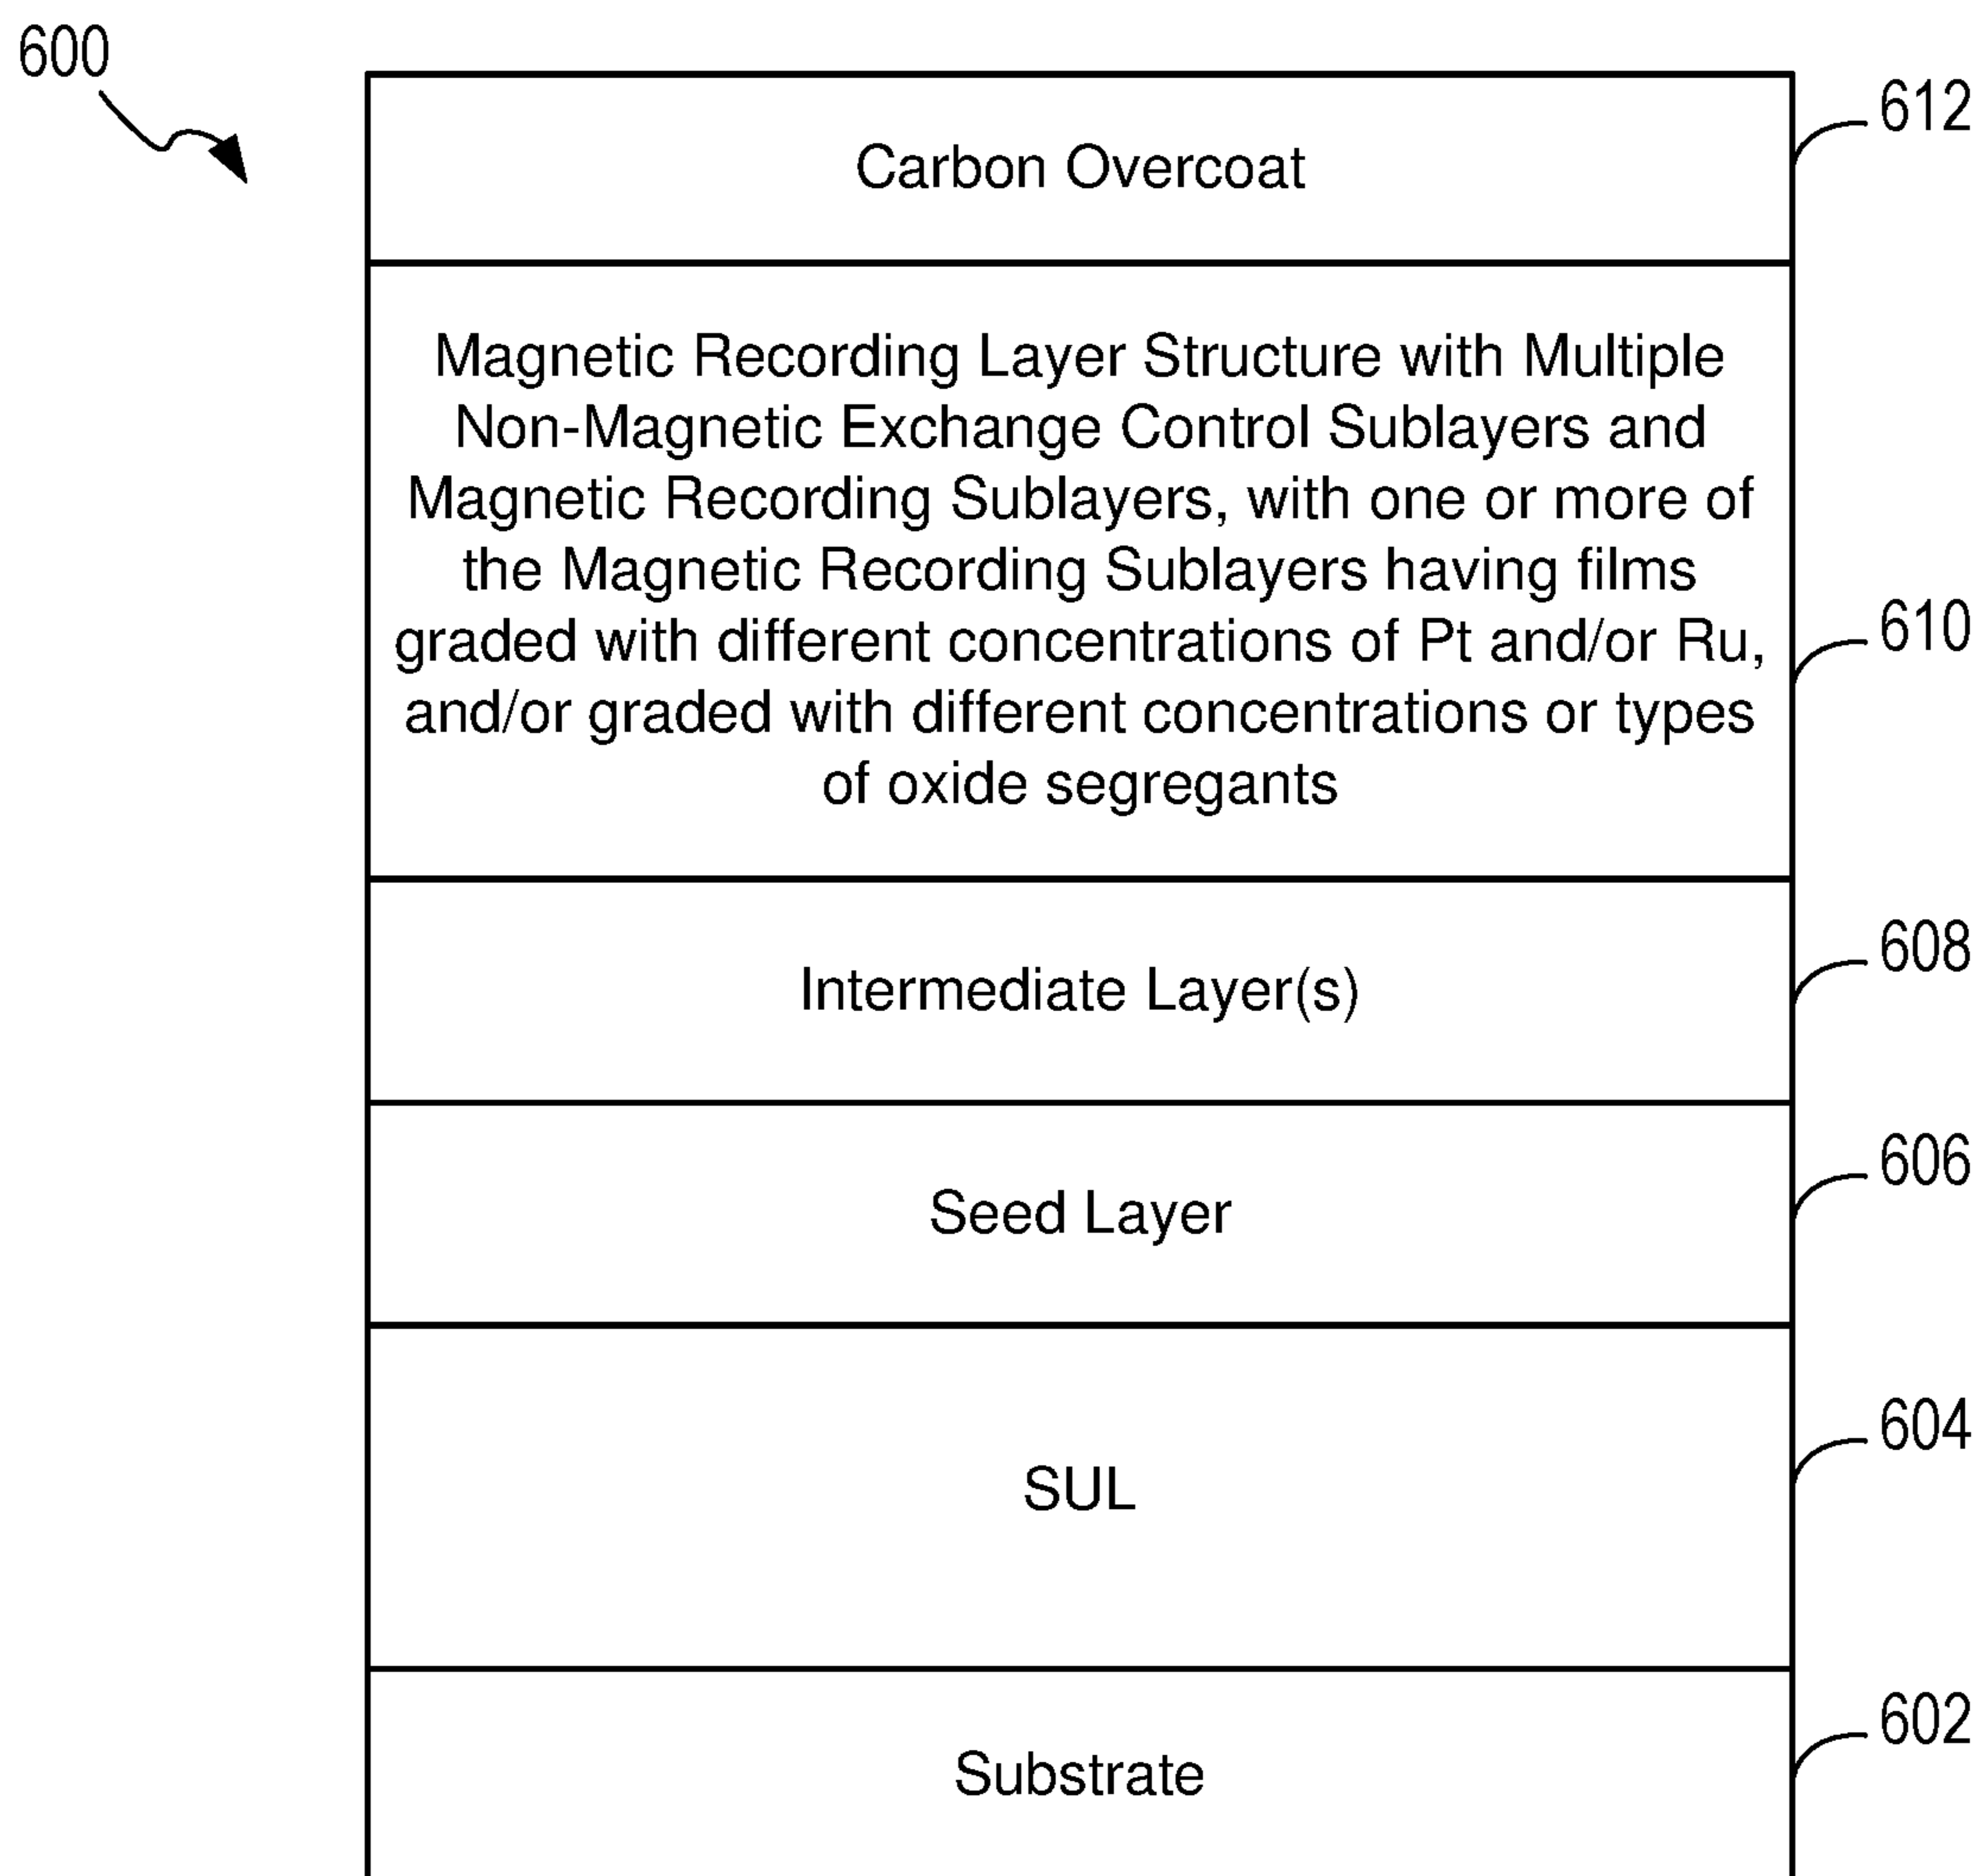 600
612
Carbon Overcoat
Magnetic Recording Layer Structure with Multiple
Non-Magnetic Exchange Control Sublayers and
Magnetic Recording Sublayers, with one or more of
the Magnetic Recording Sublayers having films
graded with different concentrations of Pt and/or Ru,
and/or graded with different concentrations or types
of oxide segregants
610
608
Intermediate Layer(s)
606
Seed Layer
604
SUL
602
Substrate